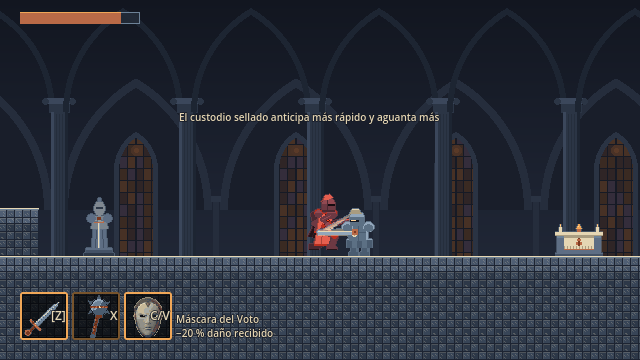 El custodio sellado anticipa más rápido y aguanta más
[Z]
X
C/V
Máscara del Voto
−20 % daño recibido